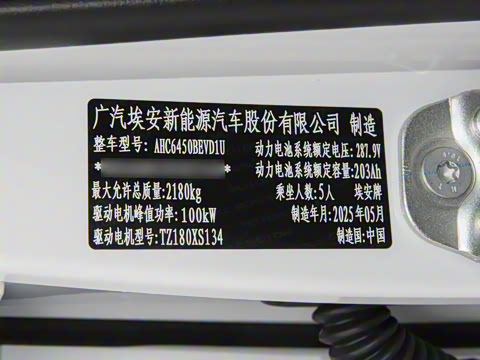 广汽埃安新能源汽车股份有限公司 制造
整车型号: AHC6450BEVD1U 动力电池系统额定电压: 287.9V
* * 动力电池系统额定容量: 203Ah
最大允许总质量: 2180kg 乘坐人数: 5人 埃安牌
驱动电机峰值功率: 100kW 制造年月: 2025年05月
驱动电机型号: TZ180XS134 制造国: 中国